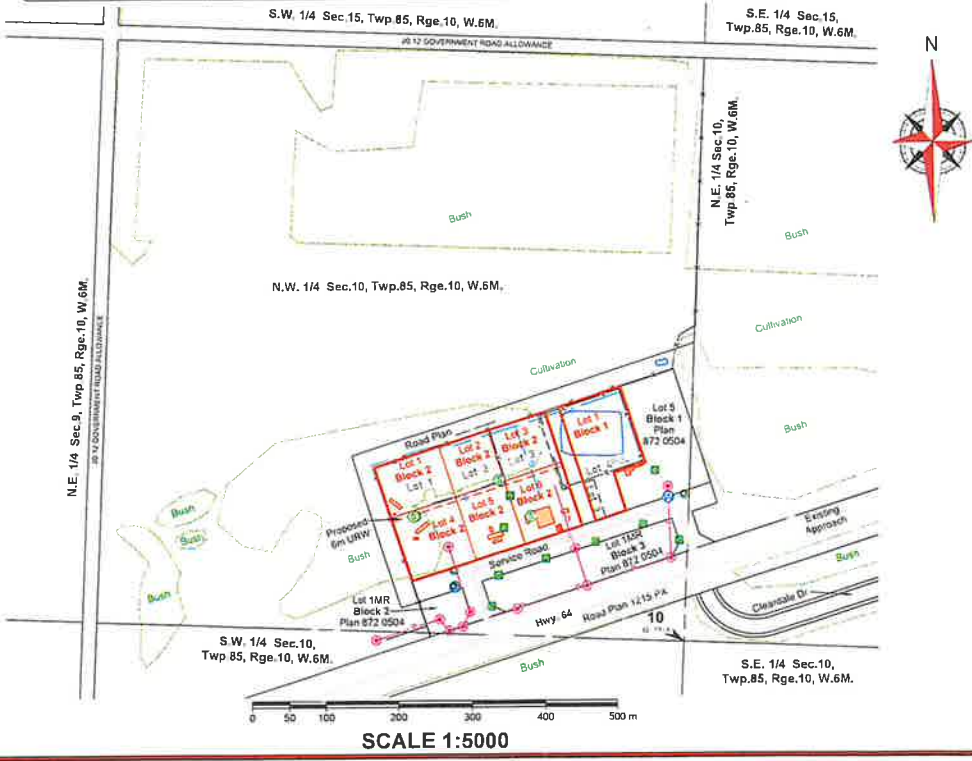 S.W. 1/4 Sec.15, Twp.85, Rge.10, W.6M.
S.E. 1/4 Sec.15,
Twp.85, Rge.10, W.6M.
20.12 GOVERNMENT ROAD ALLOWANCE
N
N.E. 1/4 Sec.10,
Twp.85, Rge.10, W.6M.
Bush
Bush
N.W. 1/4 Sec.10, Twp.85, Rge.10, W.6M.
N.E. 1/4 Sec.9, Twp.85, Rge.10, W.6M.
20.12 GOVERNMENT ROAD ALLOWANCE
Cultivation
Cultivation
Bush
Road Plan
Lot 1
Block 2
Lot 1
Lot 2
Block 2
Lot 2
Lot 3
Block 2
Lot 3
Lot 1
Block 1
Lot 5
Block 1
Plan
872 0504
Lot 4
Block 2
Lot 5
Block 2
Lot 6
Block 2
Proposed
6m URW
Bush
Bush
Bush
Bush
Service Road
Lot 1MR
Block 3
Plan 872 0504
Existing
Approach
Bush
Lot 1MR
Block 2
Plan 872 0504
Hwy. 64
Road Plan 1215 PX
Cleardale Dr
10
S.W. 1/4 Sec.10,
Twp.85, Rge.10, W.6M.
Bush
S.E. 1/4 Sec.10,
Twp.85, Rge.10, W.6M.
0 50 100 200 300 400 500 m
SCALE 1:5000